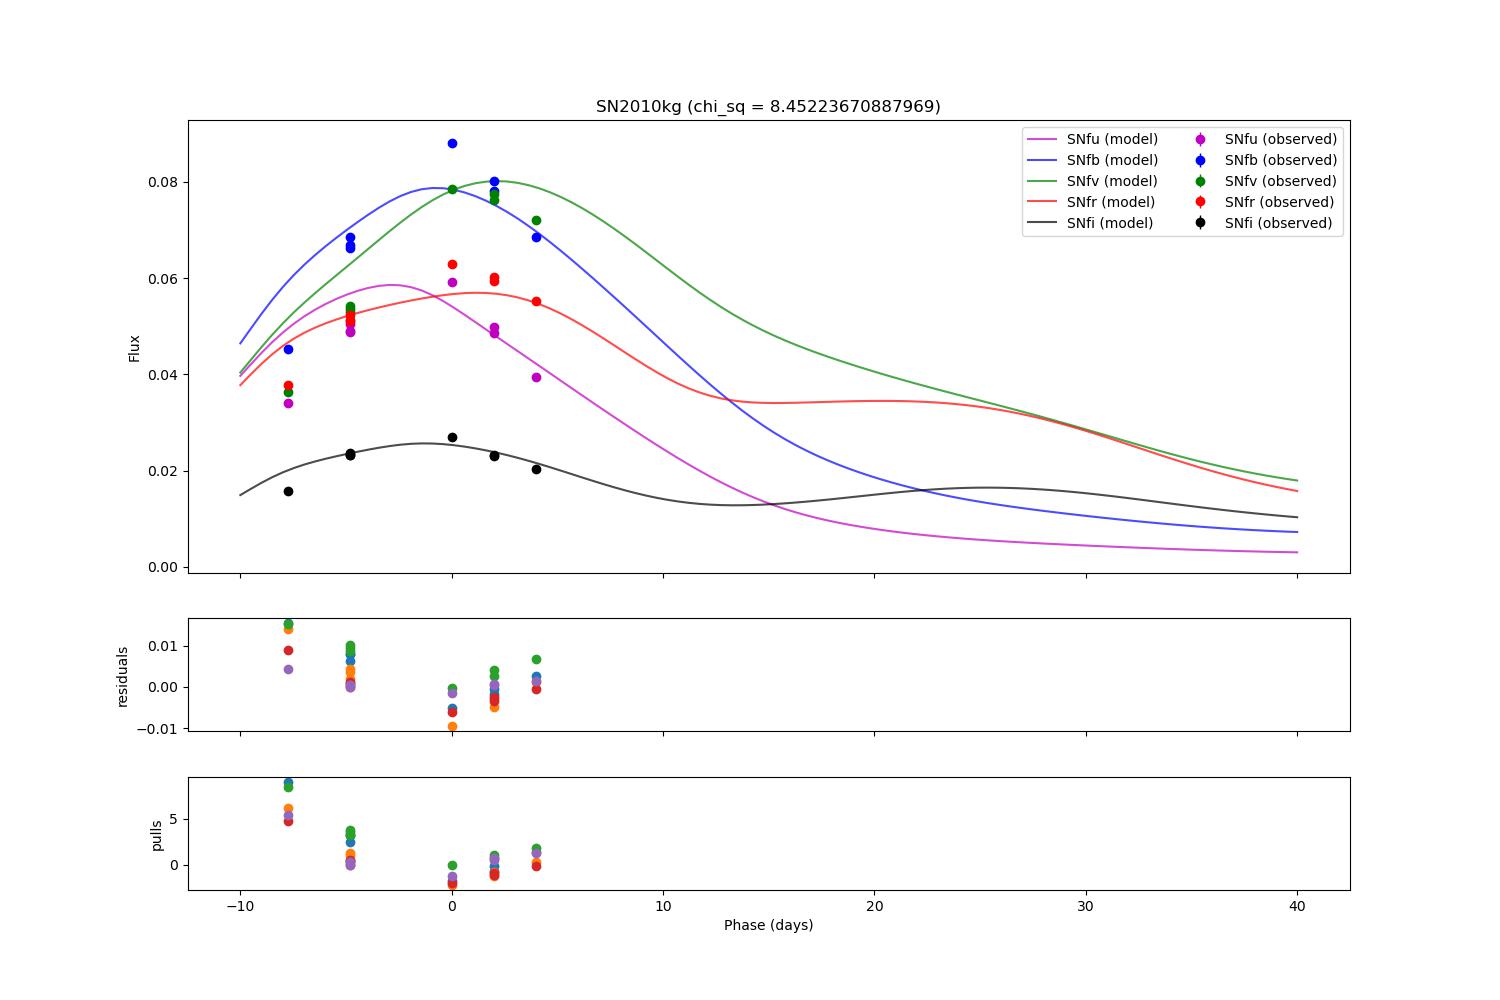 SN2010kg (chi_sq = 8.45223670887969)
SNfu (model) SNfu (observed)
SNfb (model) SNfb (observed)
SNfv (model) SNfv (observed)
SNfr (model) SNfr (observed)
SNfi (model) SNfi (observed)
Flux
0.08
0.06
0.04
0.02
0.00
residuals
0.01
0.00
−0.01
pulls
5
0
−10 0 10 20 30 40
Phase (days)